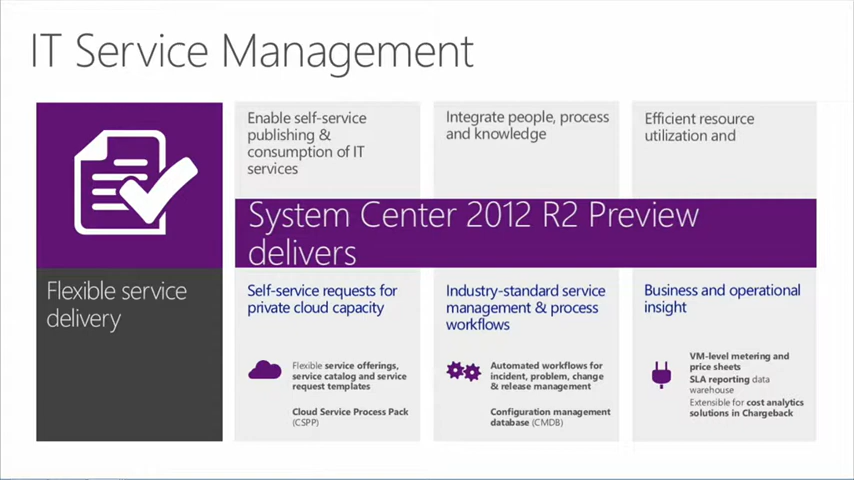 IT Service Management
Enable self-service
publishing &
consumption of IT
services
Integrate people, process
and knowledge
Efficient resource
utilization and
System Center 2012 R2 Preview
delivers
Flexible service
delivery
Self-service requests for
private cloud capacity
Flexible service offerings,
service catalog and service
request templates
Cloud Service Process Pack
(CSPP)
Industry-standard service
management & process
workflows
Automated workflows for
incident, problem, change
& release management
Configuration management
database (CMDB)
Business and operational
insight
VM-level metering and
price sheets
SLA reporting data
warehouse
Extensible for cost analytics
solutions in Chargeback